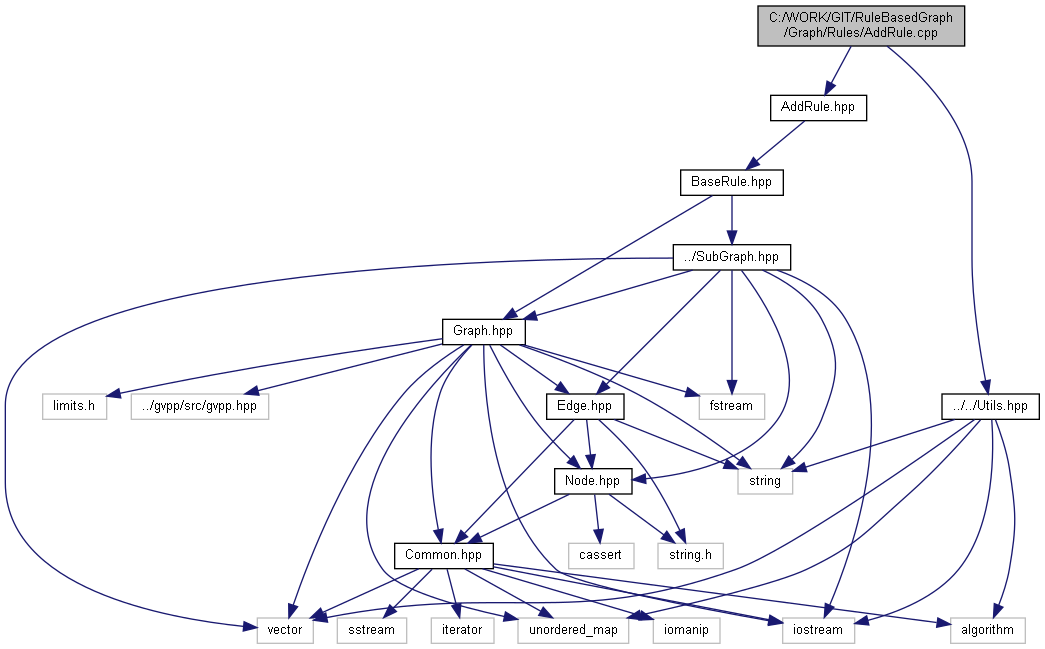 C:/WORK/GIT/RuleBasedGraph
/Graph/Rules/AddRule.cpp
AddRule.hpp
BaseRule.hpp
../SubGraph.hpp
Graph.hpp
limits.h
../gvpp/src/gvpp.hpp
Edge.hpp
fstream
../../Utils.hpp
Node.hpp
string
Common.hpp
cassert
string.h
vector
sstream
iterator
unordered_map
iomanip
iostream
algorithm